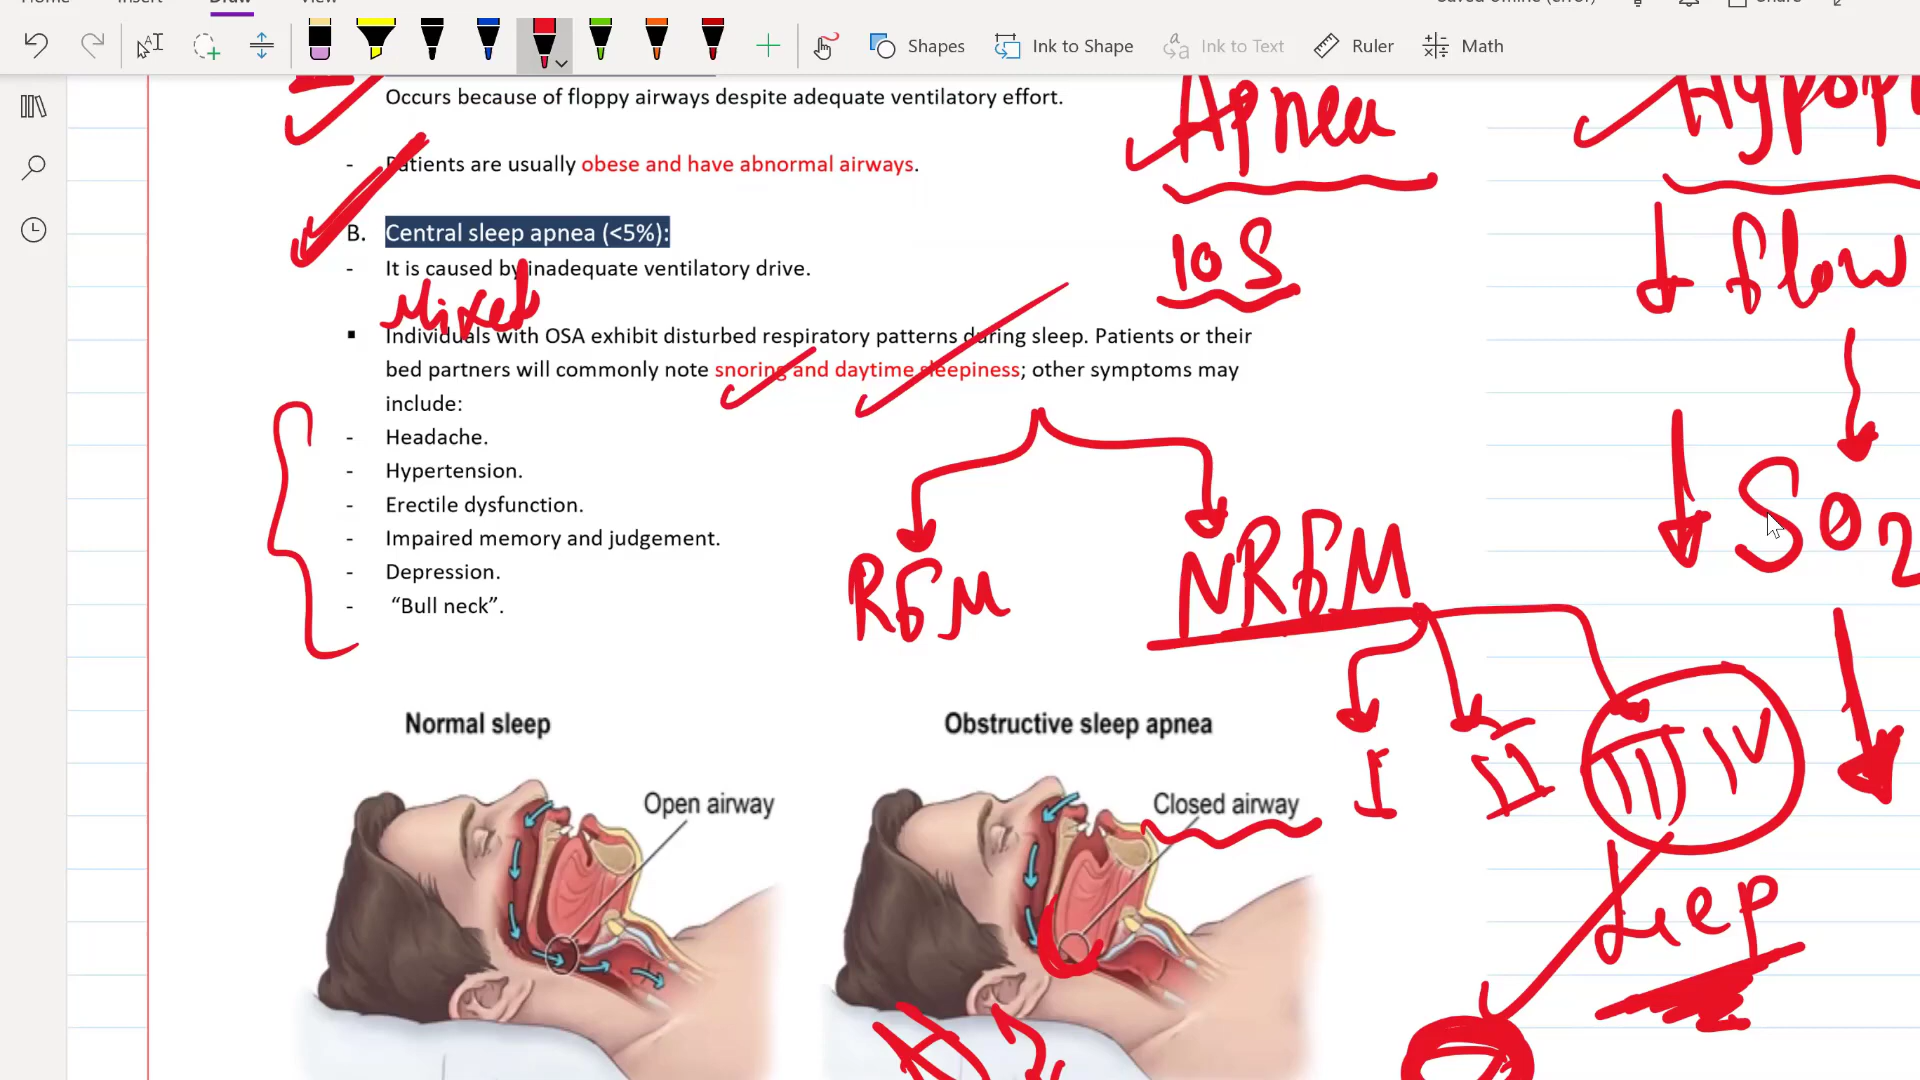 Shapes
Ink to Shape
Ink to Text
Ruler
Math
Occurs because of floppy airways despite adequate ventilatory effort.
- Patients are usually obese and have abnormal airways.
B. Central sleep apnea (<5%):
- It is caused by inadequate ventilatory drive.
Mixed
▪ Individuals with OSA exhibit disturbed respiratory patterns during sleep. Patients or their
bed partners will commonly note snoring and daytime sleepiness; other symptoms may
include:
- Headache.
- Hypertension.
- Erectile dysfunction.
- Impaired memory and judgement.
- Depression.
- “Bull neck”.
Apnea
10 S
↓ flow
↓ SO2
REM
NREM
I
II
III IV
Normal sleep
Open airway
Obstructive sleep apnea
Closed airway